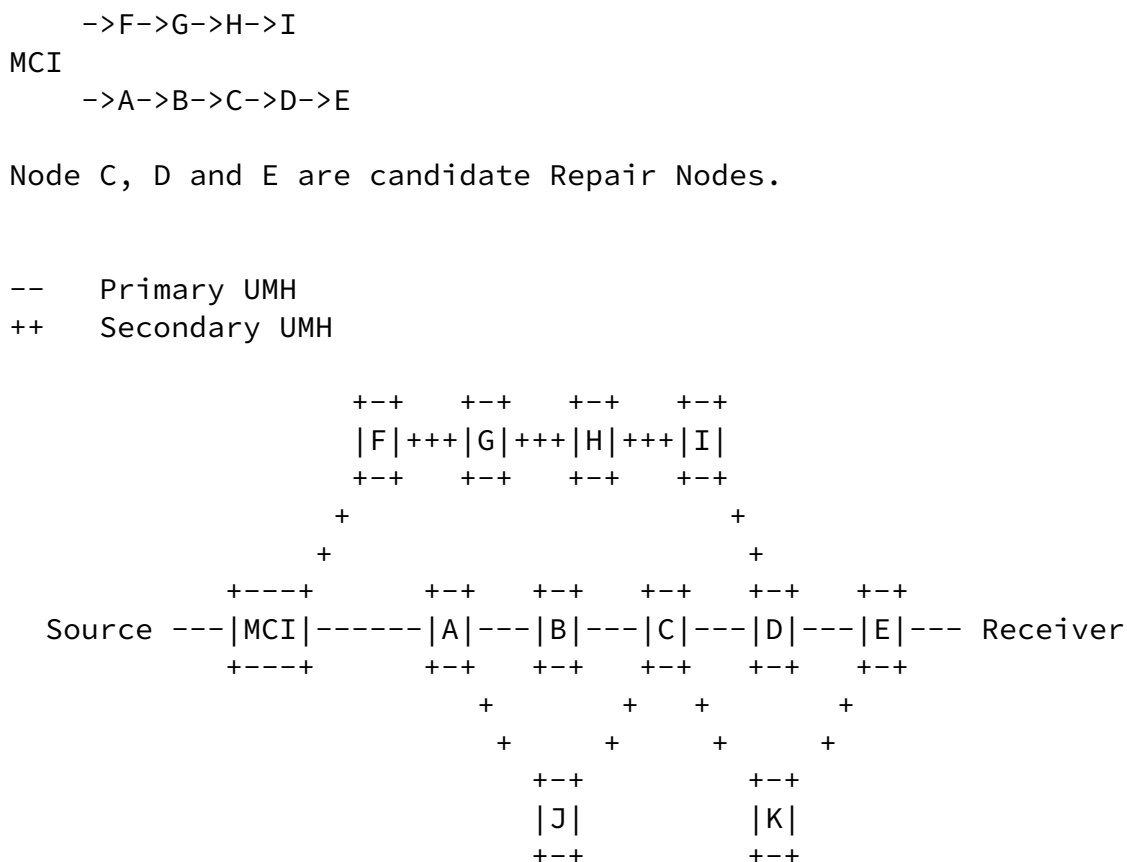 ->F->G->H->I
MCI
    ->A->B->C->D->E

Node C, D and E are candidate Repair Nodes.

--   Primary UMH
++   Secondary UMH

                   +-+   +-+   +-+   +-+
                   |F|+++|G|+++|H|+++|I|
                   +-+   +-+   +-+   +-+
                  +                     +
                 +                       +
            +---+      +-+   +-+   +-+   +-+   +-+
  Source ---|MCI|------|A|---|B|---|C|---|D|---|E|--- Receiver
            +---+      +-+   +-+   +-+   +-+   +-+
                          +       +   +       +
                           +     +     +     +
                             +-+         +-+
                             |J|         |K|
                             +-+         +-+